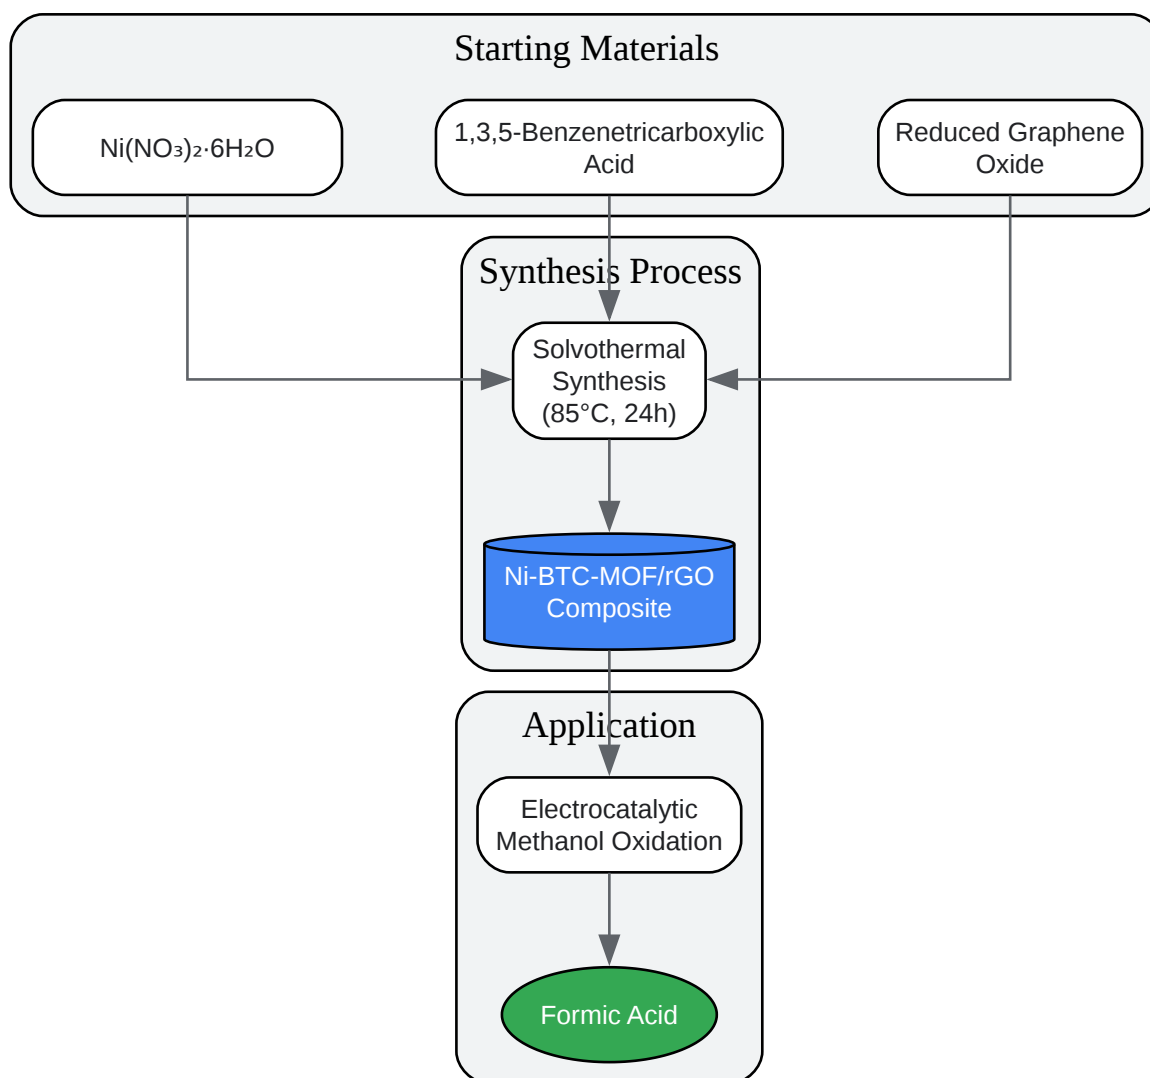 Starting Materials
Ni(NO₃)₂·6H₂O
1,3,5-Benzenetricarboxylic
Acid
Reduced Graphene
Oxide
Synthesis Process
Solvothermal
Synthesis
(85°C, 24h)
Ni-BTC-MOF/rGO
Composite
Application
Electrocatalytic
Methanol Oxidation
Formic Acid